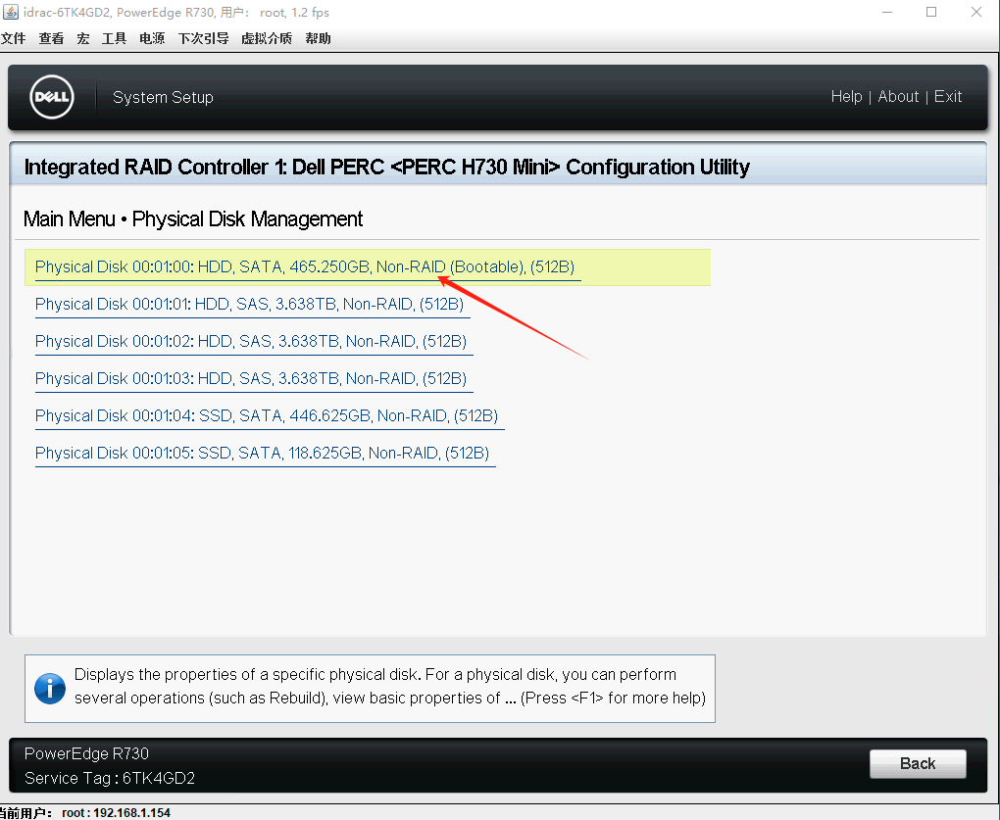 idrac-6TK4GD2, PowerEdge R730, 用户： root, 1.2 fps
文件 查看 宏 工具 电源 下次引导 虚拟介质 帮助
DELL System Setup Help | About | Exit
Integrated RAID Controller 1: Dell PERC <PERC H730 Mini> Configuration Utility
Main Menu • Physical Disk Management
Physical Disk 00:01:00: HDD, SATA, 465.250GB, Non-RAID (Bootable), (512B)
Physical Disk 00:01:01: HDD, SAS, 3.638TB, Non-RAID, (512B)
Physical Disk 00:01:02: HDD, SAS, 3.638TB, Non-RAID, (512B)
Physical Disk 00:01:03: HDD, SAS, 3.638TB, Non-RAID, (512B)
Physical Disk 00:01:04: SSD, SATA, 446.625GB, Non-RAID, (512B)
Physical Disk 00:01:05: SSD, SATA, 118.625GB, Non-RAID, (512B)
Displays the properties of a specific physical disk. For a physical disk, you can perform
several operations (such as Rebuild), view basic properties of ... (Press <F1> for more help)
PowerEdge R730
Service Tag : 6TK4GD2
Back
当前用户： root : 192.168.1.154